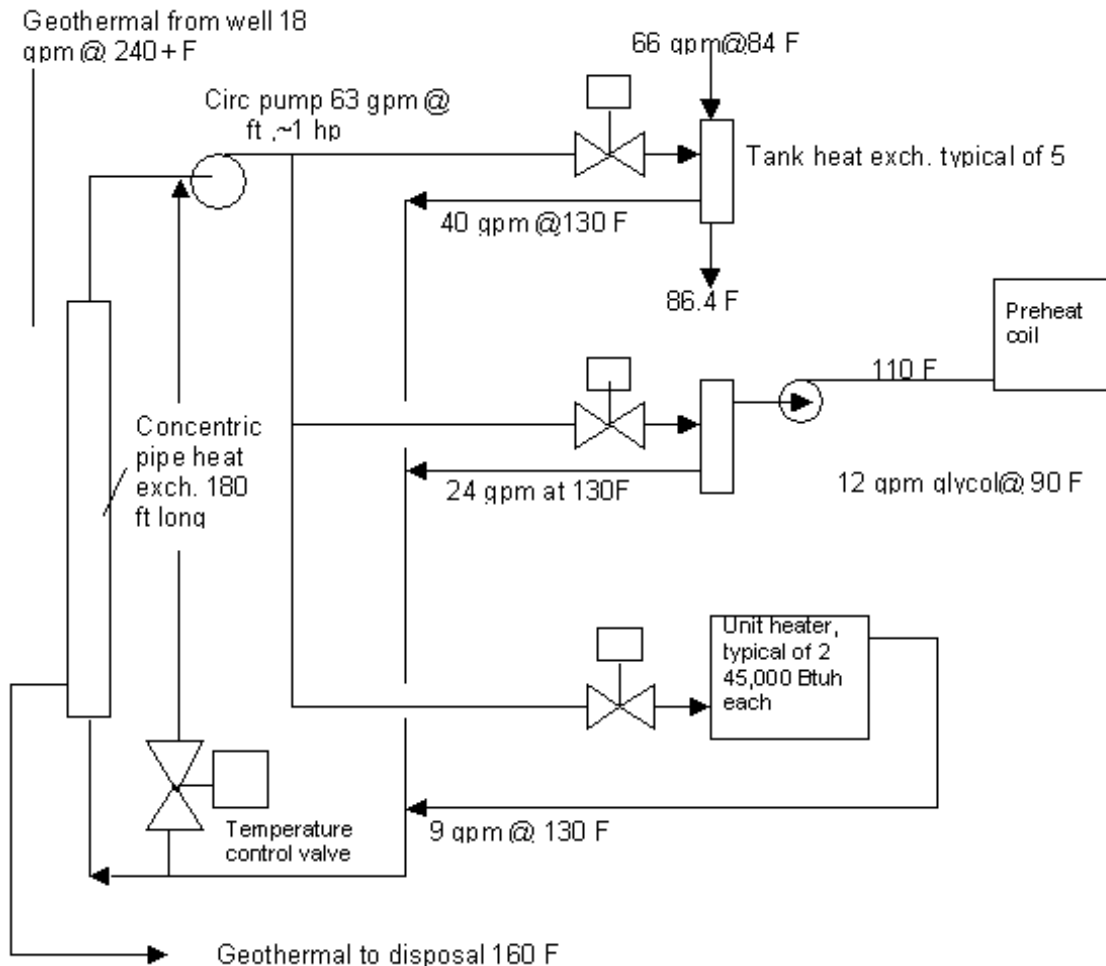 Geothermal from well 18
gpm @ 240+ F
66 gpm@84 F
Circ pump 63 gpm @
ft ,~1 hp
Tank heat exch. typical of 5
40 gpm @130 F
86.4 F
Preheat
coil
110 F
Concentric
pipe heat
exch. 180
ft long
24 gpm at 130F
12 gpm glycol@ 90 F
Unit heater,
typical of 2
45,000 Btuh
each
9 gpm @ 130 F
Temperature
control valve
Geothermal to disposal 160 F